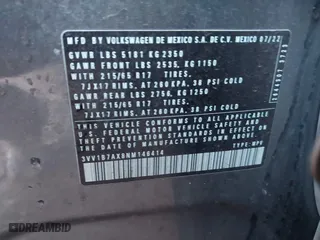 MFD BY VOLKSWAGEN DE MEXICO S.A. DE C.V. MEXICO 07/22
GVWR LBS 5181 KG 2350
GAWR FRONT LBS 2535, KG 1150
WITH 215/65 R17 TIRES,
7JX17 RIMS, AT 260 KPA, 38 PSI COLD
GAWR REAR LBS 2756, KG 1250
WITH 215/65 R17 TIRES,
7JX17 RIMS, AT 260 KPA, 38 PSI COLD
THIS VEHICLE CONFORMS TO ALL APPLICABLE
FEDERAL MOTOR VEHICLE SAFETY, BUMPER, AND
THEFT PREVENTION STANDARDS IN EFFECT ON THE
DATE OF MANUFACTURE SHOWN ABOVE.
3VV1B7AX8NM149414 TYPE: MPV
DREAMBID